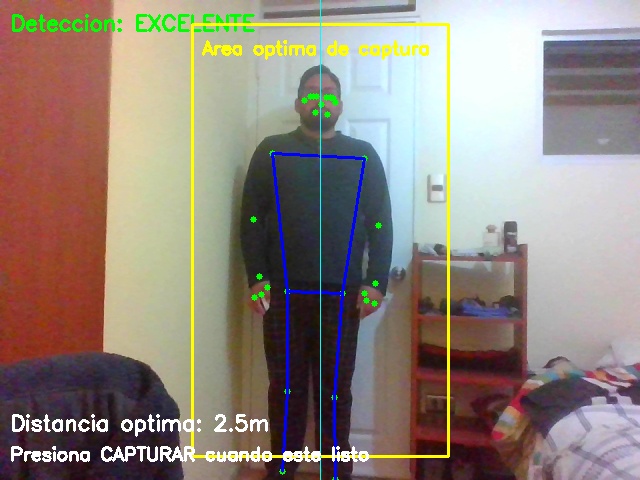 Deteccion: EXCELENTE
Area optima de captura
Distancia optima: 2.5m
Presiona CAPTURAR cuando este listo